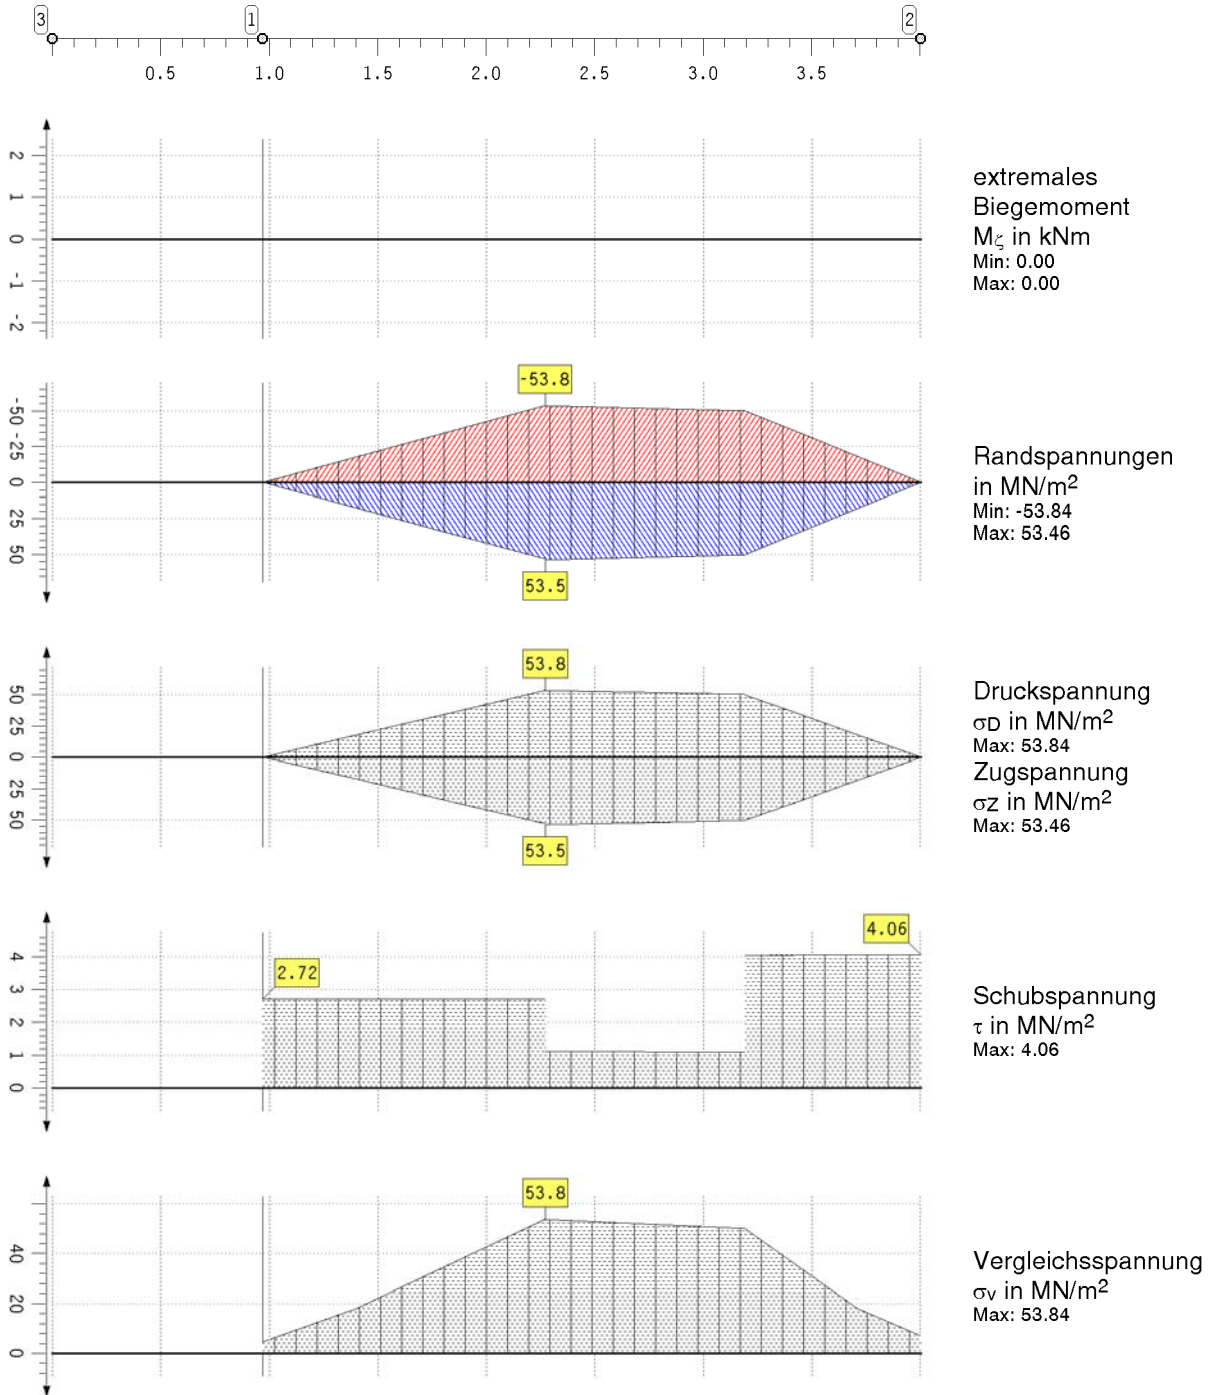 3
1
2
0.5
1.0
1.5
2.0
2.5
3.0
3.5
2
1
0
-1
-2
extremales
Biegemoment
Mζ in kNm
Min: 0.00
Max: 0.00
-50
-25
0
25
50
-53.8
53.5
Randspannungen
in MN/m²
Min: -53.84
Max: 53.46
50
25
0
25
50
53.8
53.5
Druckspannung
σD in MN/m²
Max: 53.84
Zugspannung
σZ in MN/m²
Max: 53.46
4
3
2
1
0
2.72
4.06
Schubspannung
τ in MN/m²
Max: 4.06
40
20
0
53.8
Vergleichsspannung
σv in MN/m²
Max: 53.84